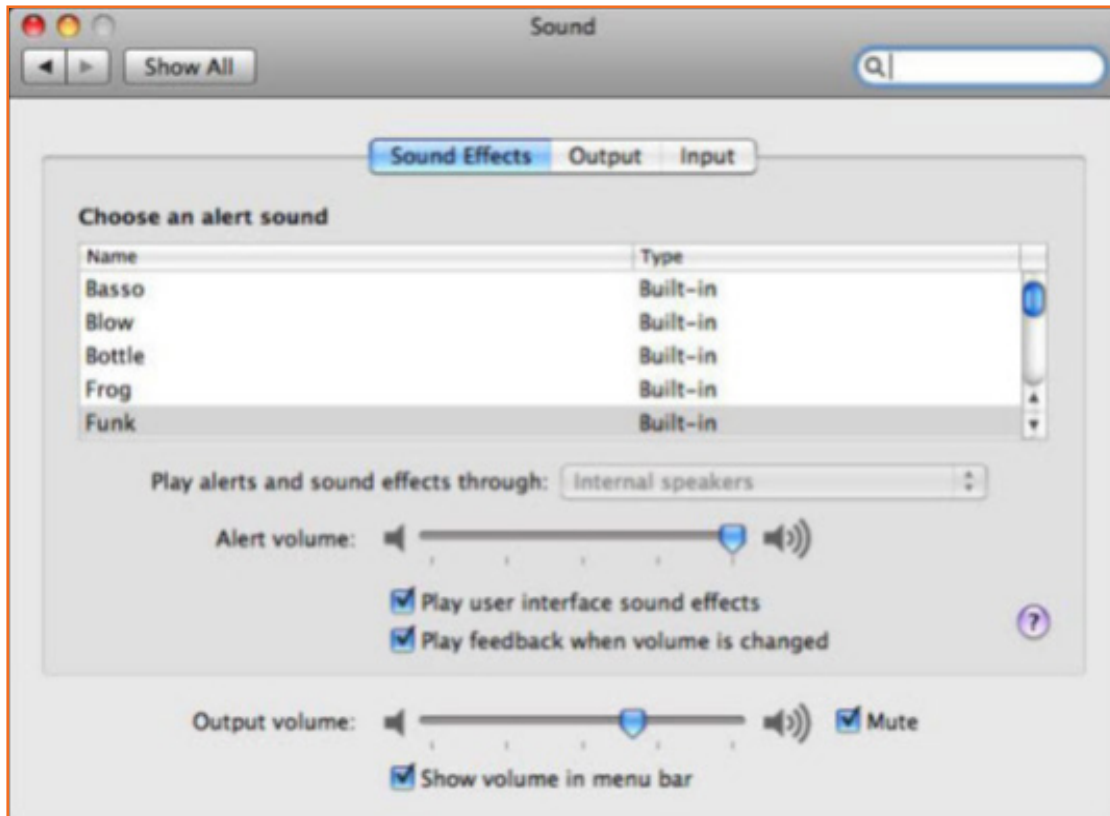 Sound
Show All
Sound Effects Output Input
Choose an alert sound
Name Type
Basso Built-in
Blow Built-in
Bottle Built-in
Frog Built-in
Funk Built-in
Play alerts and sound effects through: Internal speakers
Alert volume:
Play user interface sound effects
?
Play feedback when volume is changed
Output volume: Mute
Show volume in menu bar